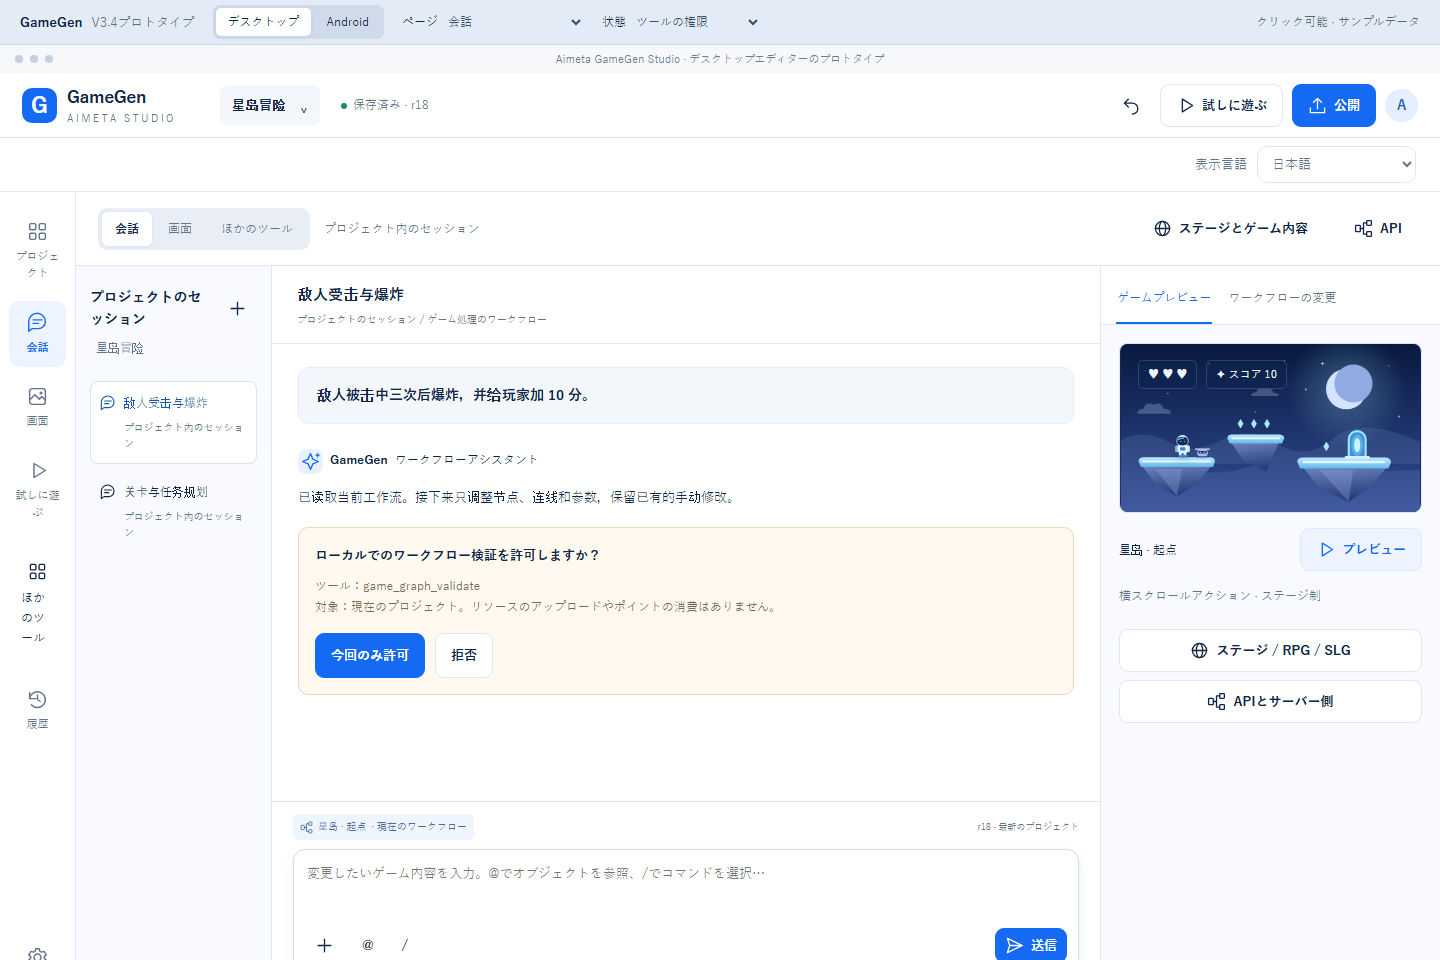 GameGen V3.4プロトタイプ デスクトップ Android ページ 会話 状態 ツールの権限 クリック可能 · サンプルデータ
Aimeta GameGen Studio · デスクトップエディターのプロトタイプ
G GameGen
AIMETA STUDIO
星岛冒险 保存済み · r18 試しに遊ぶ 公開 A
表示言語 日本語
会話 画面 ほかのツール プロジェクト内のセッション ステージとゲーム内容 API
プロジェ
クト
会話
画面
試しに遊
ぶ
ほか
のツ
ール
履歴
プロジェクトのセ
ッション
星岛冒险
敌人受击与爆炸
プロジェクト内のセッショ
ン
关卡与任务规划
プロジェクト内のセッショ
ン
敌人受击与爆炸
プロジェクトのセッション / ゲーム処理のワークフロー
敌人被击中三次后爆炸，并给玩家加 10 分。
GameGen ワークフローアシスタント
已读取当前工作流。接下来只调整节点、连线和参数，保留已有的手动修改。
ローカルでのワークフロー検証を許可しますか？
ツール：game_graph_validate
対象：現在のプロジェクト。リソースのアップロードやポイントの消費はありません。
今回のみ許可 拒否
星岛 · 起点 · 現在のワークフロー r18 · 最新のプロジェクト
変更したいゲーム内容を入力。@でオブジェクトを参照、/でコマンドを選択…
@ / 送信
ゲームプレビュー ワークフローの変更
♥ ♥ ♥ ✦ スコア 10
星岛 · 起点 プレビュー
横スクロールアクション · ステージ制
ステージ / RPG / SLG
APIとサーバー側